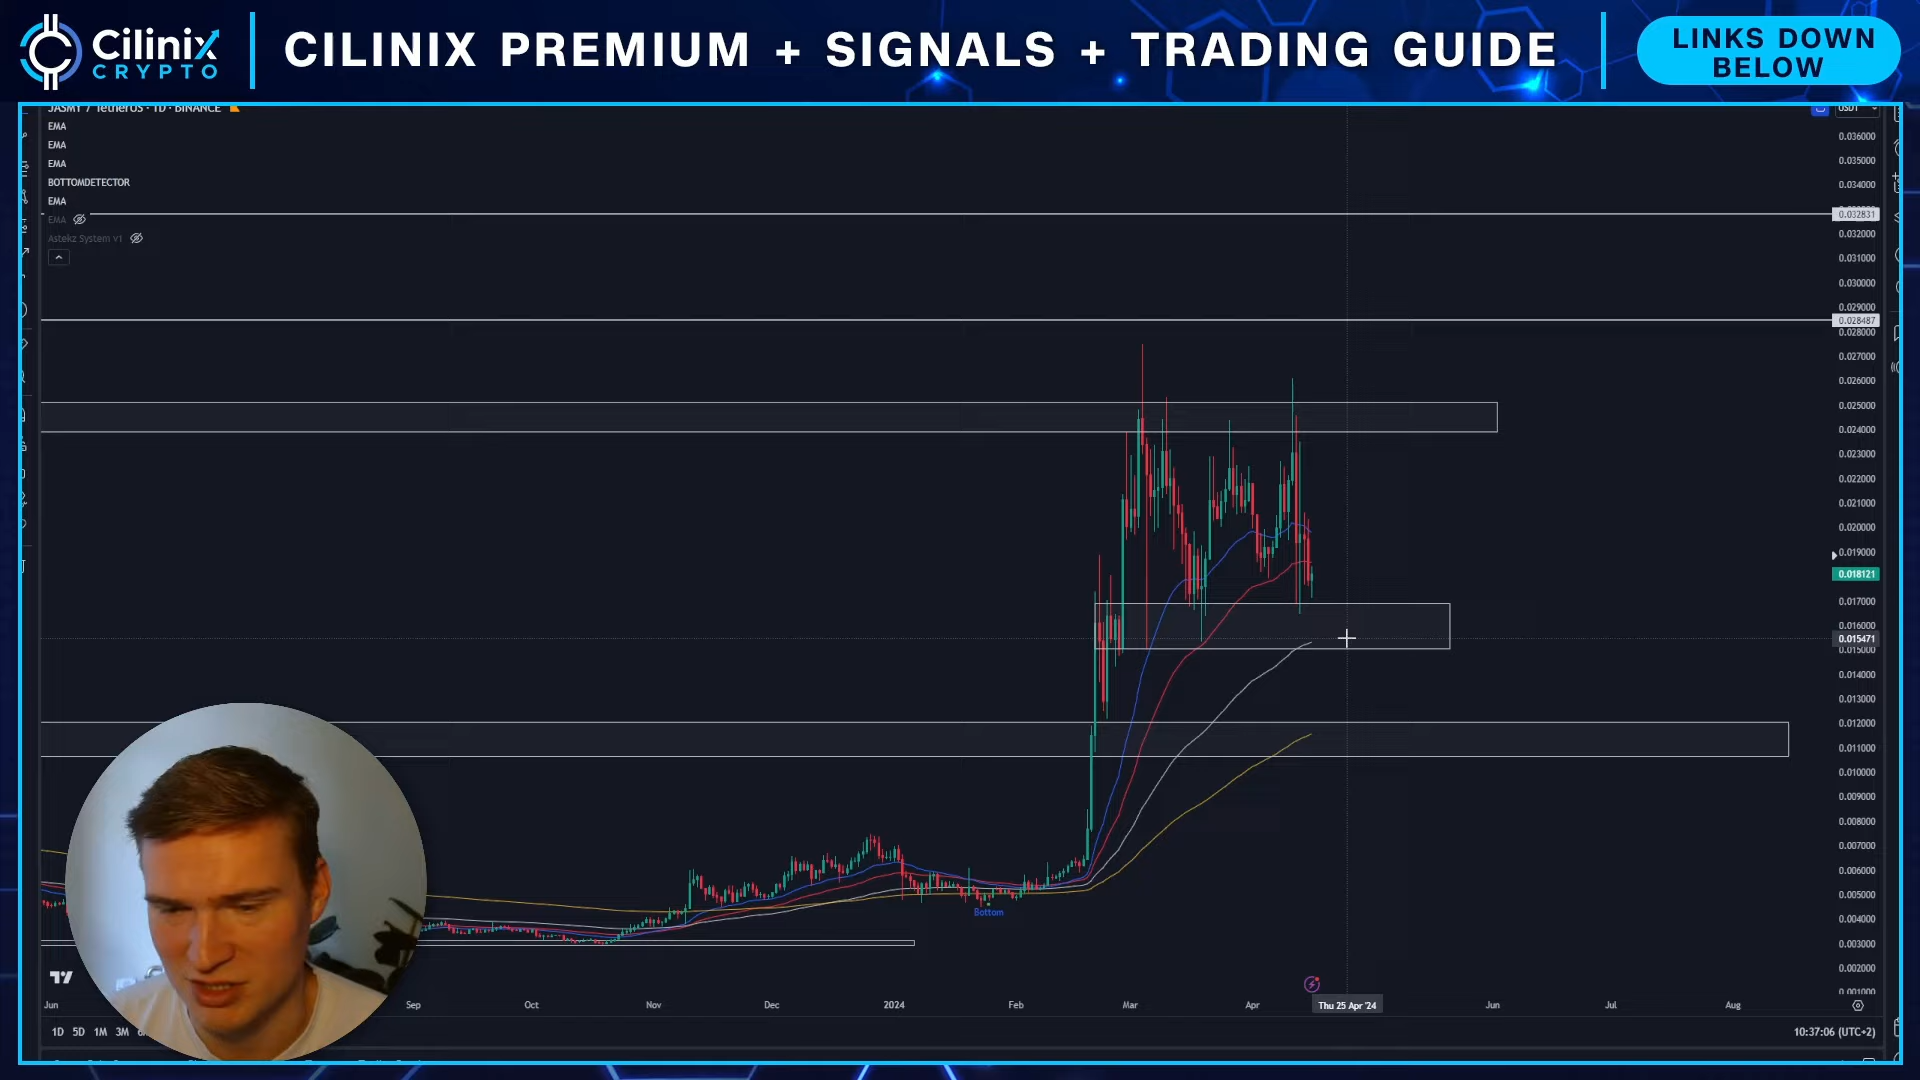 Cilinix
CRYPTO
CILINIX PREMIUM + SIGNALS + TRADING GUIDE
LINKS DOWN
BELOW
JASMY / TetherUS · 1D · BINANCE
USDT
EMA
EMA
EMA
BOTTOMDETECTOR
EMA
EMA
Astekz System v1
0.036000
0.035000
0.034000
0.032831
0.032000
0.031000
0.030000
0.029000
0.028487
0.028000
0.027000
0.026000
0.025000
0.024000
0.023000
0.022000
0.021000
0.020000
0.019000
0.018121
0.017000
0.016000
0.015471
0.015000
0.014000
0.013000
0.012000
0.011000
0.010000
0.009000
0.008000
0.007000
0.006000
0.005000
0.004000
0.003000
0.002000
0.001000
Bottom
Jun
Sep
Oct
Nov
Dec
2024
Feb
Mar
Apr
Thu 25 Apr '24
Jun
Jul
Aug
1D 5D 1M 3M
10:37:06 (UTC+2)